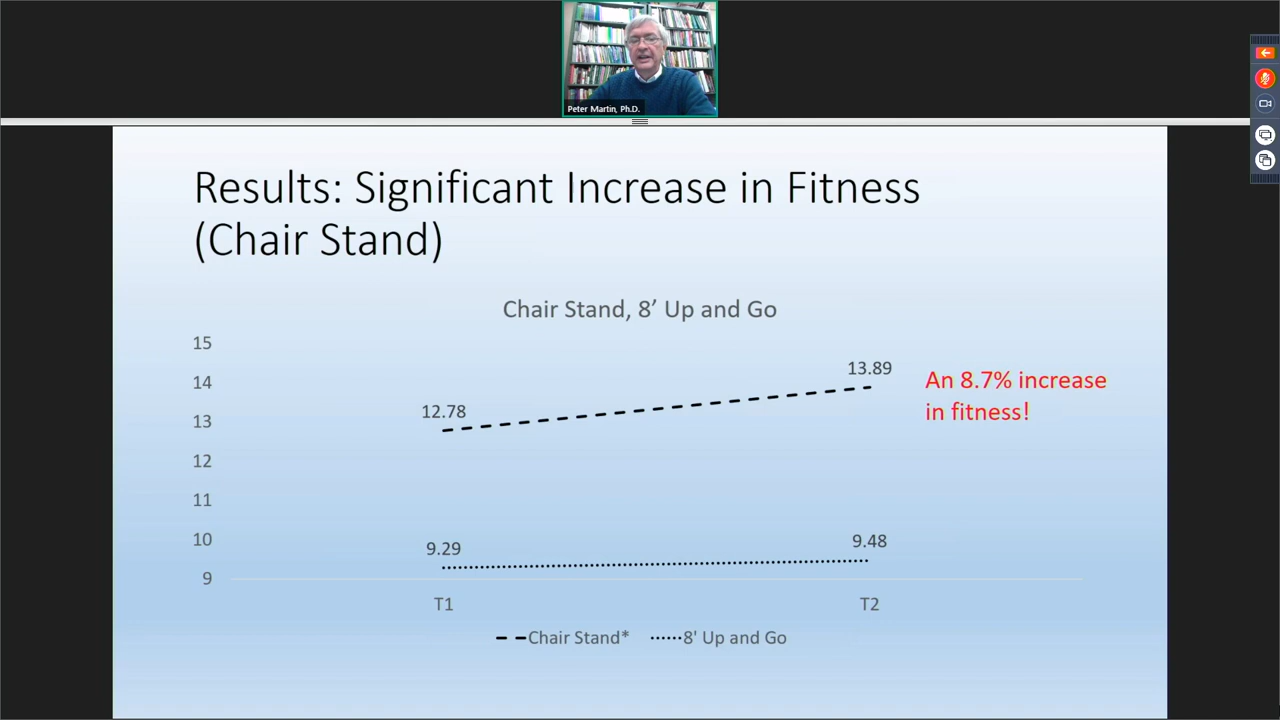 Peter Martin, Ph.D.
Results: Significant Increase in Fitness
(Chair Stand)
Chair Stand, 8’ Up and Go
15
14
13
12
11
10
9
12.78
13.89
9.29
9.48
An 8.7% increase
in fitness!
T1
T2
Chair Stand*
8' Up and Go